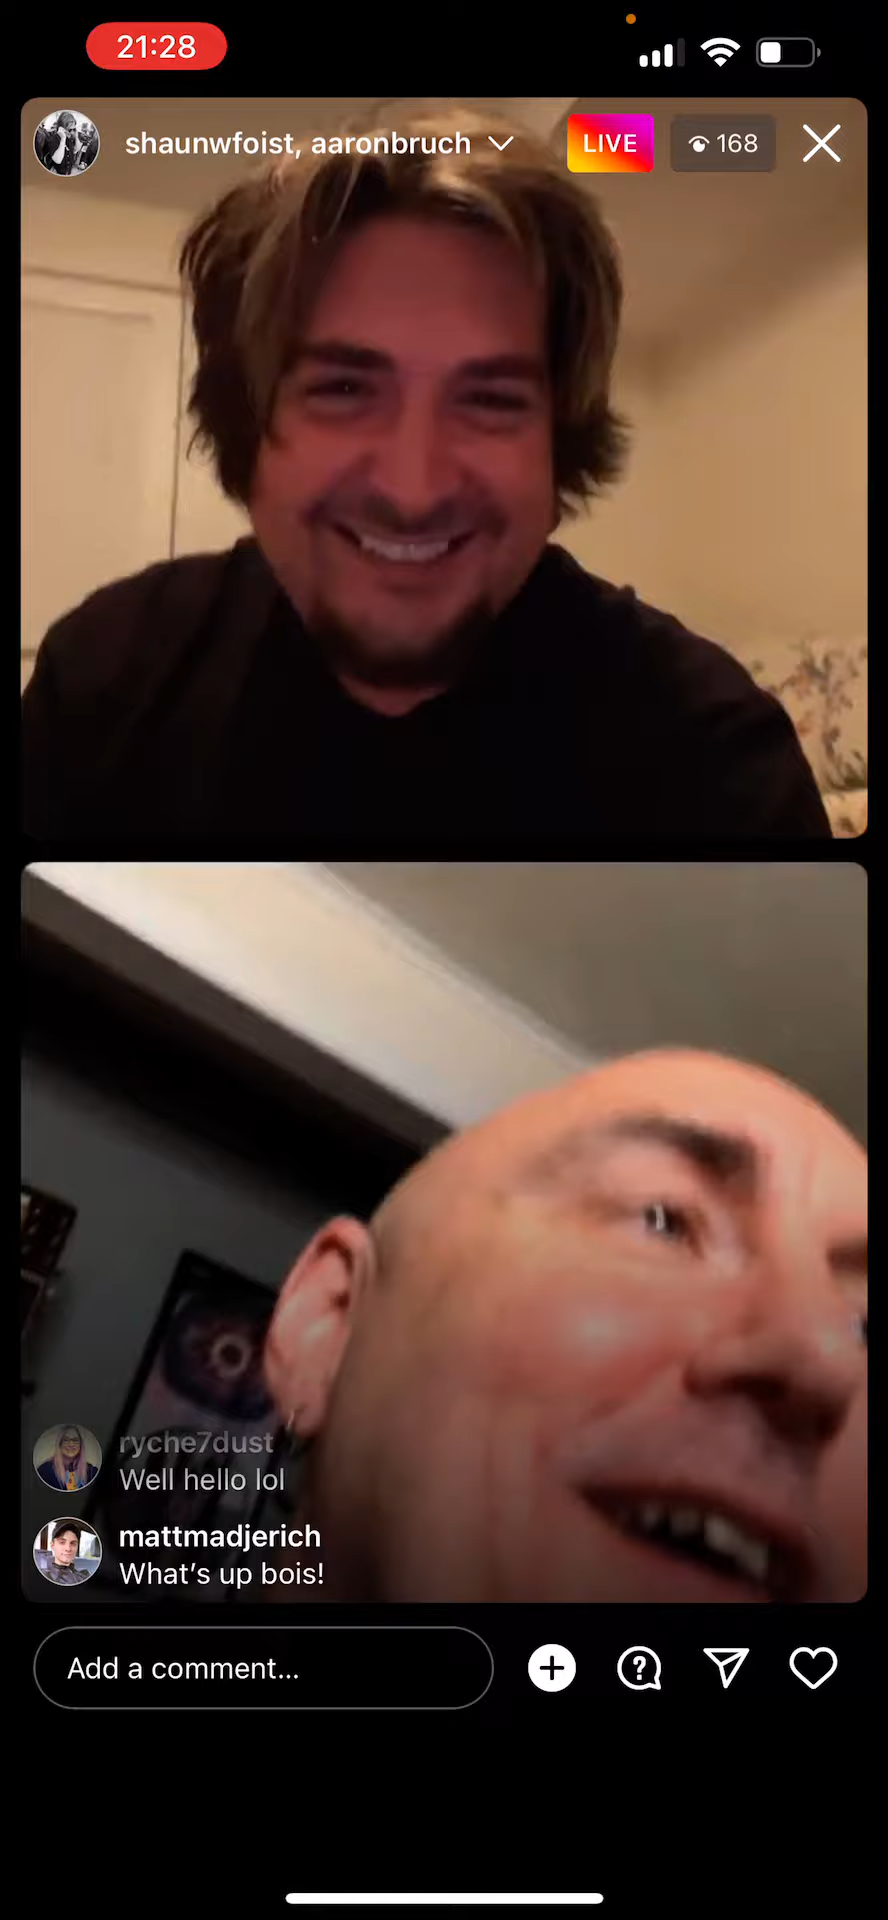 21:28
shaunwfoist, aaronbruch
LIVE
168
ryche7dust
Well hello lol
mattmadjerich
What's up bois!
Add a comment...